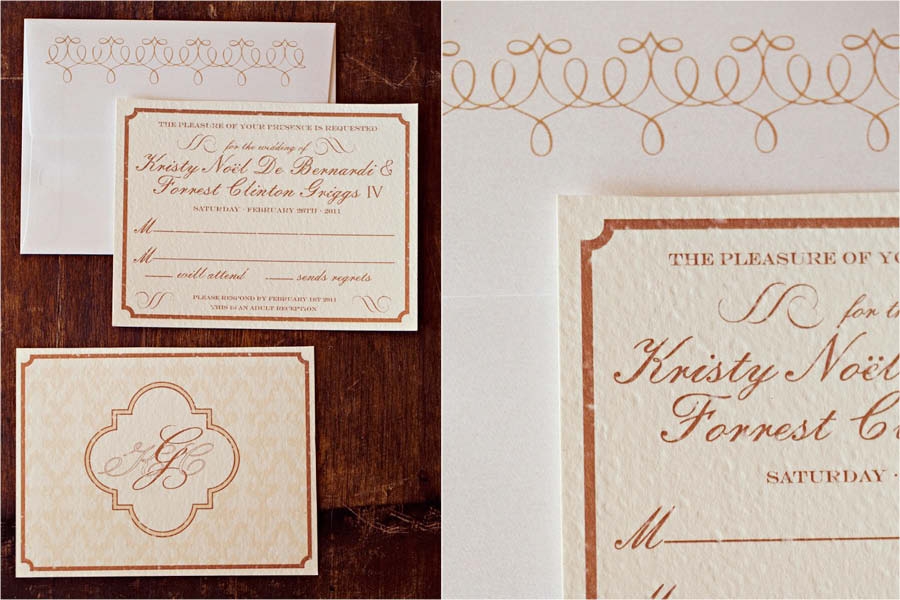 THE PLEASURE OF YOUR PRESENCE IS REQUESTED
for the wedding of
Kristy Noël De Bernardi &
Forrest Clinton Griggs IV
SATURDAY · FEBRUARY 26TH · 2011
M
M
will attend sends regrets
PLEASE RESPOND BY FEBRUARY 1ST 2011
THIS IS AN ADULT RECEPTION
KGC
THE PLEASURE OF YOU
for th
Kristy Noël
Forrest C
SATURDAY ·
M